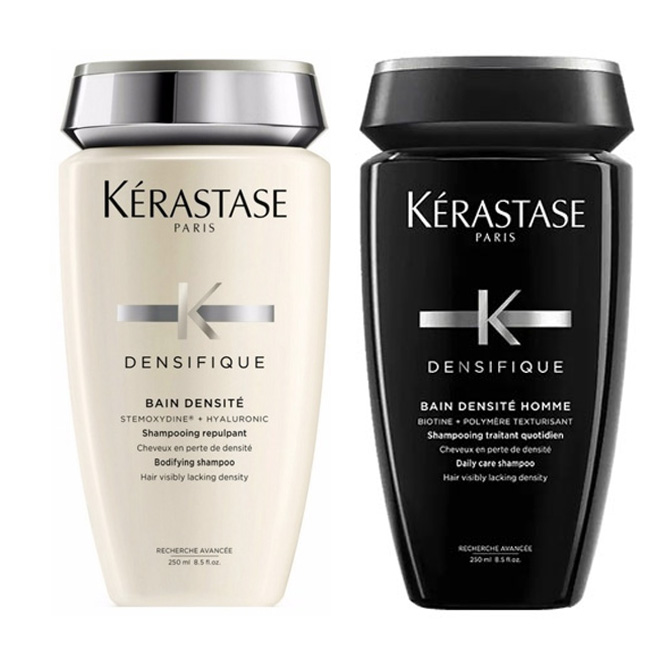 KÉRASTASE
PARIS
K
DENSIFIQUE
BAIN DENSITÉ
STEMOXYDINE® + HYALURONIC
Shampooing repulpant
Cheveux en perte de densité
Bodifying shampoo
Hair visibly lacking density
RECHERCHE AVANCÉE
250 ml 8.5 fl.oz.
KÉRASTASE
PARIS
K
DENSIFIQUE
BAIN DENSITÉ HOMME
BIOTINE + POLYMÈRE TEXTURISANT
Shampooing traitant quotidien
Cheveux en perte de densité
Daily care shampoo
Hair visibly lacking density
RECHERCHE AVANCÉE
250 ml 8.5 fl.oz.